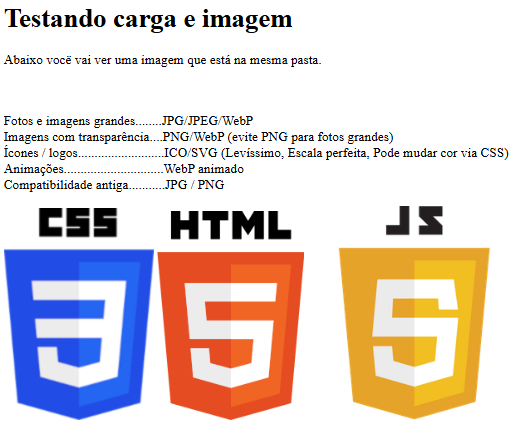 Testando carga e imagem
Abaixo você vai ver uma imagem que está na mesma pasta.
Fotos e imagens grandes........JPG/JPEG/WebP
Imagens com transparência....PNG/WebP (evite PNG para fotos grandes)
Ícones / logos..........................ICO/SVG (Levíssimo, Escala perfeita, Pode mudar cor via CSS)
Animações..............................WebP animado
Compatibilidade antiga...........JPG / PNG
CSS HTML JS
3 5 5